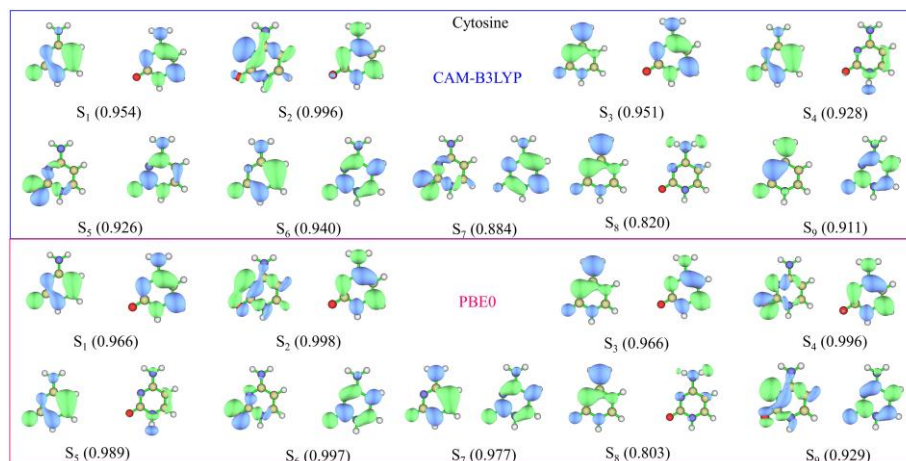 Cytosine
CAM-B3LYP
S1 (0.954) S2 (0.996) S3 (0.951) S4 (0.928)
S5 (0.926) S6 (0.940) S7 (0.884) S8 (0.820) S9 (0.911)
PBE0
S1 (0.966) S2 (0.998) S3 (0.966) S4 (0.996)
S5 (0.989) S6 (0.997) S7 (0.977) S8 (0.803) S9 (0.929)